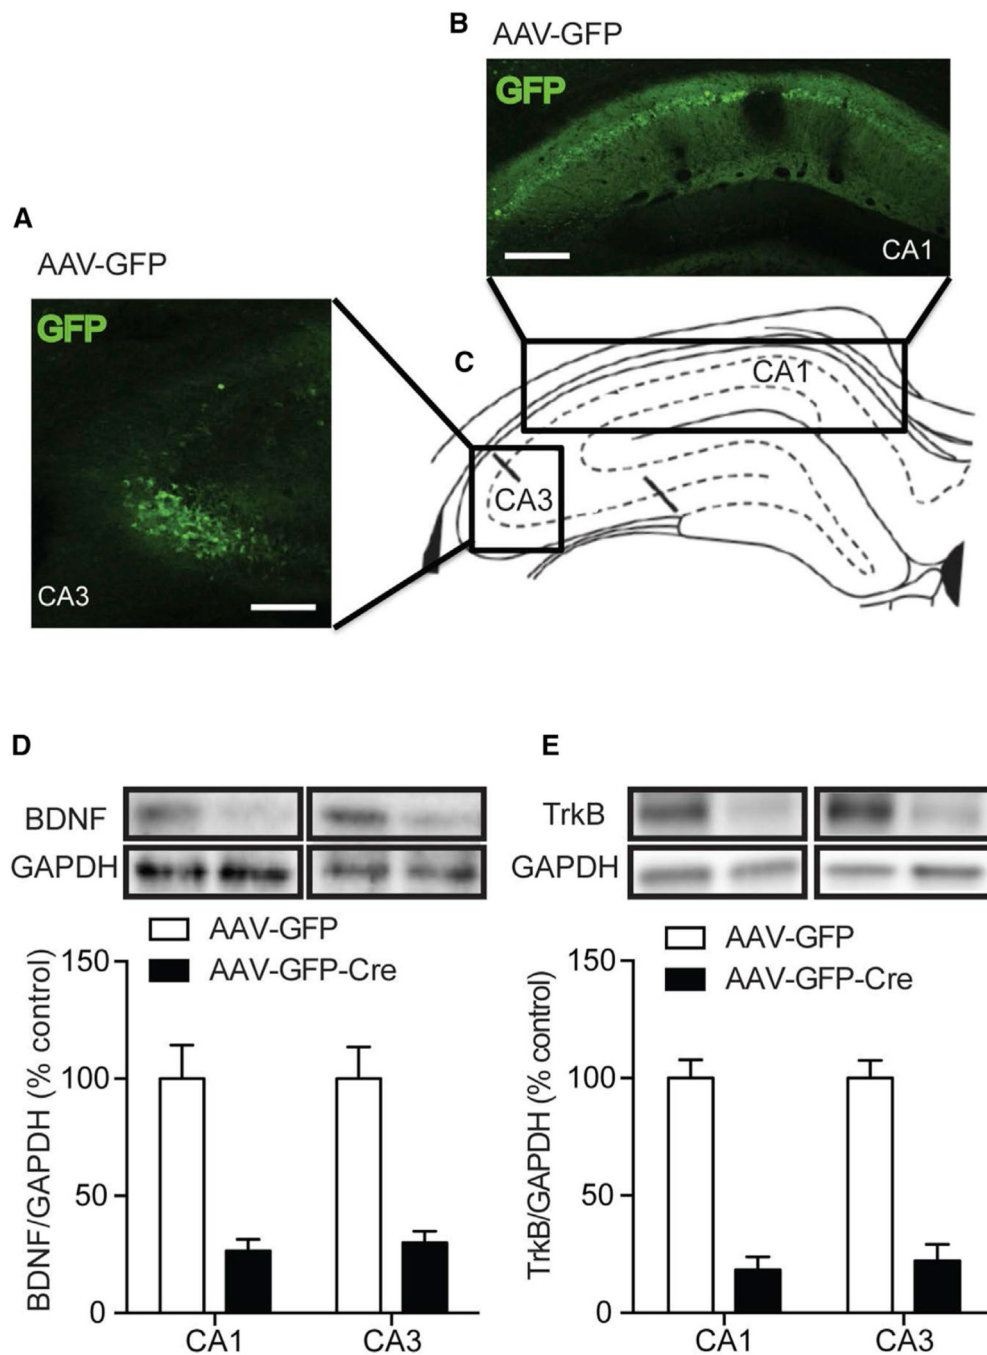 B
AAV-GFP
GFP
CA1
A
AAV-GFP
GFP
CA3
C
CA1
CA3
D
BDNF
GAPDH
AAV-GFP
AAV-GFP-Cre
BDNF/GAPDH (% control)
150
100
50
0
CA1 CA3
E
TrkB
GAPDH
AAV-GFP
AAV-GFP-Cre
TrkB/GAPDH (% control)
150
100
50
0
CA1 CA3